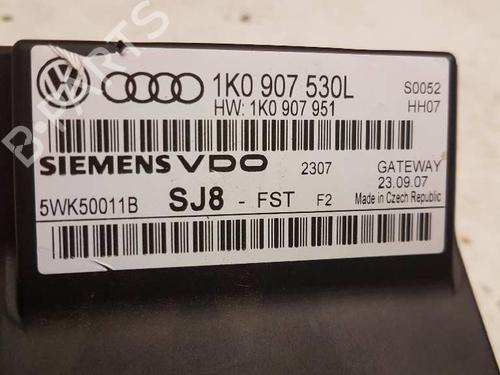 1K0 907 530L
S0052
HW: 1K0 907 951
HH07
SIEMENS VDO
2307
GATEWAY
23.09.07
5WK50011B
SJ8 - FST F2
Made in Czech Republic
B-PARTS